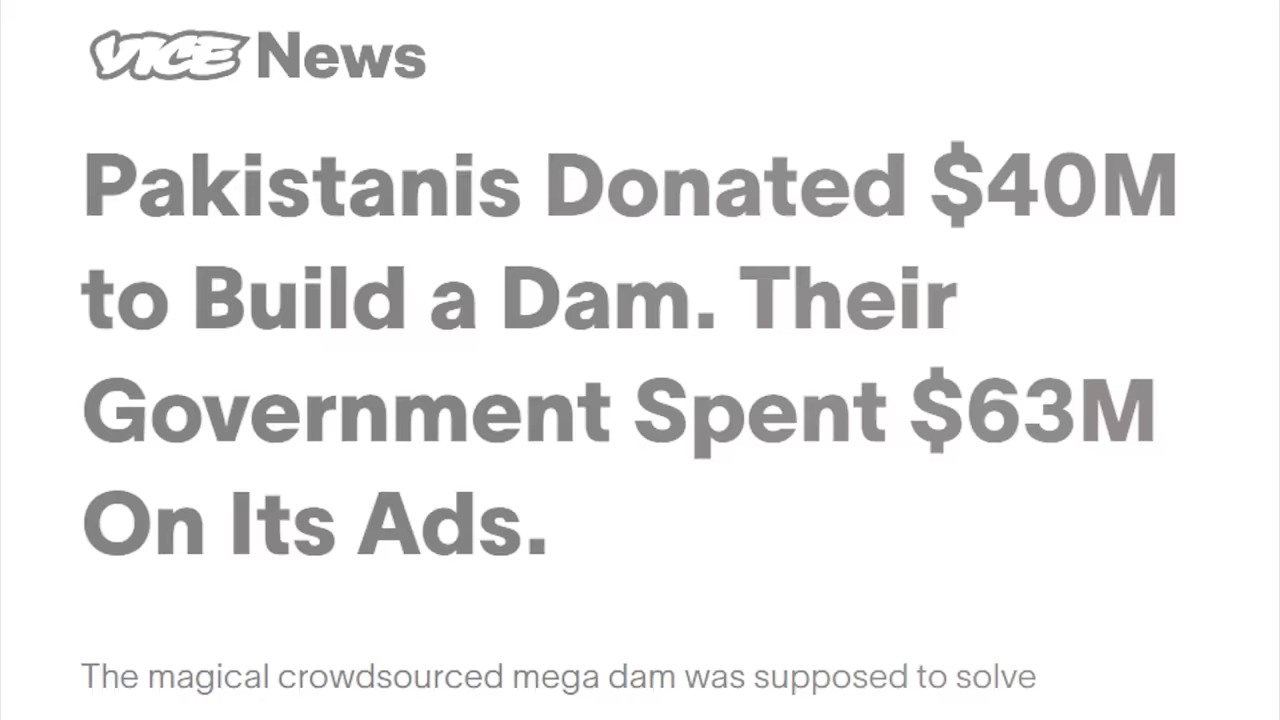 VICE News
Pakistanis Donated $40M
to Build a Dam. Their
Government Spent $63M
On Its Ads.
The magical crowdsourced mega dam was supposed to solve